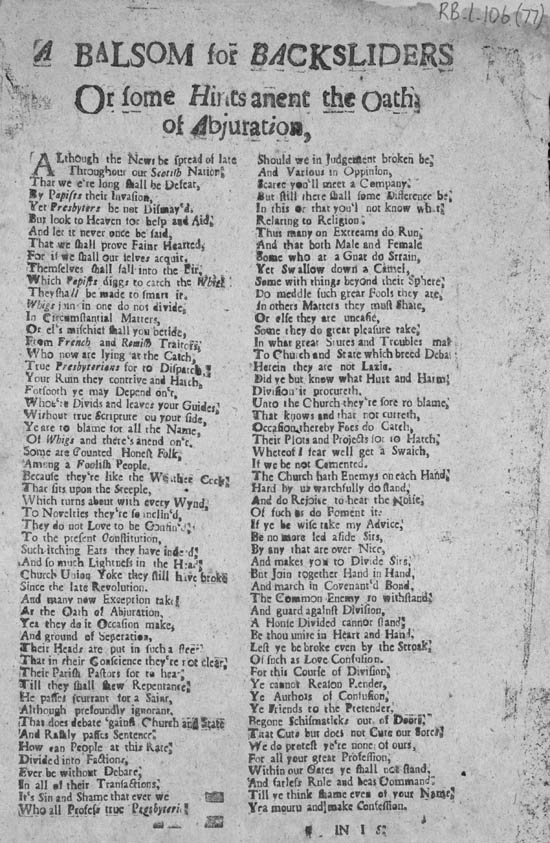 RB.l.106(77)
A BALSOM for BACKSLIDERS
Or some Hints anent the Oath,
of Abjuration,
ALthough the News be spread of late
Throughout our Scotish Nation,
That we e're long shall be Defeat,
By Papists their Invasion,
Yet Presbyters be not Dismay'd,
But look to Heaven for help and Aid,
And let it never once be said,
That we shall prove Faint Hearted,
For if we shall our selves acquit,
Themselves shall fall into the Pit,
Which Papists diggs to catch the Whigs
They shall be made to smart it.
Whigs in one do not divide,
In Circumstantial Matters,
Or el's mischief shall you betide,
From French and Romish Traitors,
Who now are lying at the Catch,
True Presbyterians for to Dispatch,
Your Ruin they contrive and Hatch,
Forsooth ye may Depend on't,
Who're Divids and leaves your Guides,
Without true Scripture on your side,
Ye are to blame for all the Name,
Of Whigs and there's anend on't.
Some are Counted Honest Folk,
Among a Foolish People,
Because they're like the Weather Cock,
That sits upon the Steeple,
Which turns about with every Wynd,
To Novelties they're so inclin'd,
They do not Love to be Confin'd,
To the present Constitution,
Such itching Ears they have indeed,
And so much Lightness in the Head,
Church Union Yoke they still have broke
Since the late Revolution.
And many now Exception take
At the Oath of Abjuration,
Yea they do it Occasion make,
And ground of Seperation,
Their Heads are put in such a steer
That in their Conscience they're not clear,
Their Parish Pastors for to hear,
Till they shall shew Repentance,
He passes current for a Saint,
Although profoundly ignorant,
That does debate 'gainst Church and State
And Rashly passes Sentence,
How can People at this Rate,
Divided into Factions,
Ever be without Debate,
In all of their Transactions,
It's Sin and Shame that ever we
Who all Profess true Presbyterie
Should we in Judgement broken be,
And Various in Oppinion,
Scarce you'll meet a Company,
But still there shall some Difference be,
In this or that you'l not know what
Relating to Religion.
Thus many on Extreams do Run,
And that both Male and Female
Some who at a Gnat do Strain,
Yet Swallow down a Camel,
Some with things beyond their Sphere,
Do meddle such great Fools they are,
In others Matters they must Share,
Or else they are uneasie,
Some they do great pleasure take,
In what great Stures and Troubles mak
To Church and State which breed Debat
Herein they are not Lazie.
Did ye but know what Hurt and Harm,
Division it procureth,
Unto the Church they're sore to blame,
That knows and that not cureth,
Occasion thereby Foes do Catch,
Their Plots and Projects for to Hatch,
Whereof I fear well get a Swaich,
If we be not Cemented.
The Church hath Enemys on each Hand,
Hard by us watchfully do stand,
And do Rejoice to hear the Noise,
Of such as do Foment it.
If ye be wise take my Advice,
Be no more led aside Sirs,
By any that are over Nice,
And makes you to Divide Sirs,
But Join together Hand in Hand,
And march in Covenant'd Bond,
The Common Enemy to withstand,
And guard against Division,
A House Divided cannot stand,
Be thou unite in Heart and Hand,
Lest ye be broke even by the Stroak,
Of such as Love Confusion.
For this Course of Division,
Ye cannot Reason Render,
Ye Authors of Confusion,
Ye Friends to the Pretender,
Begone Schismaticks out of Doors,
That Cuts but does not Cure our Sores,
We do protest ye're none of ours,
For all your great Profession,
Within our Gates ye shall not stand,
And Rule and bear Command
Till ye think shame even of your Name,
Yea mourn and make Confession.
FINIS